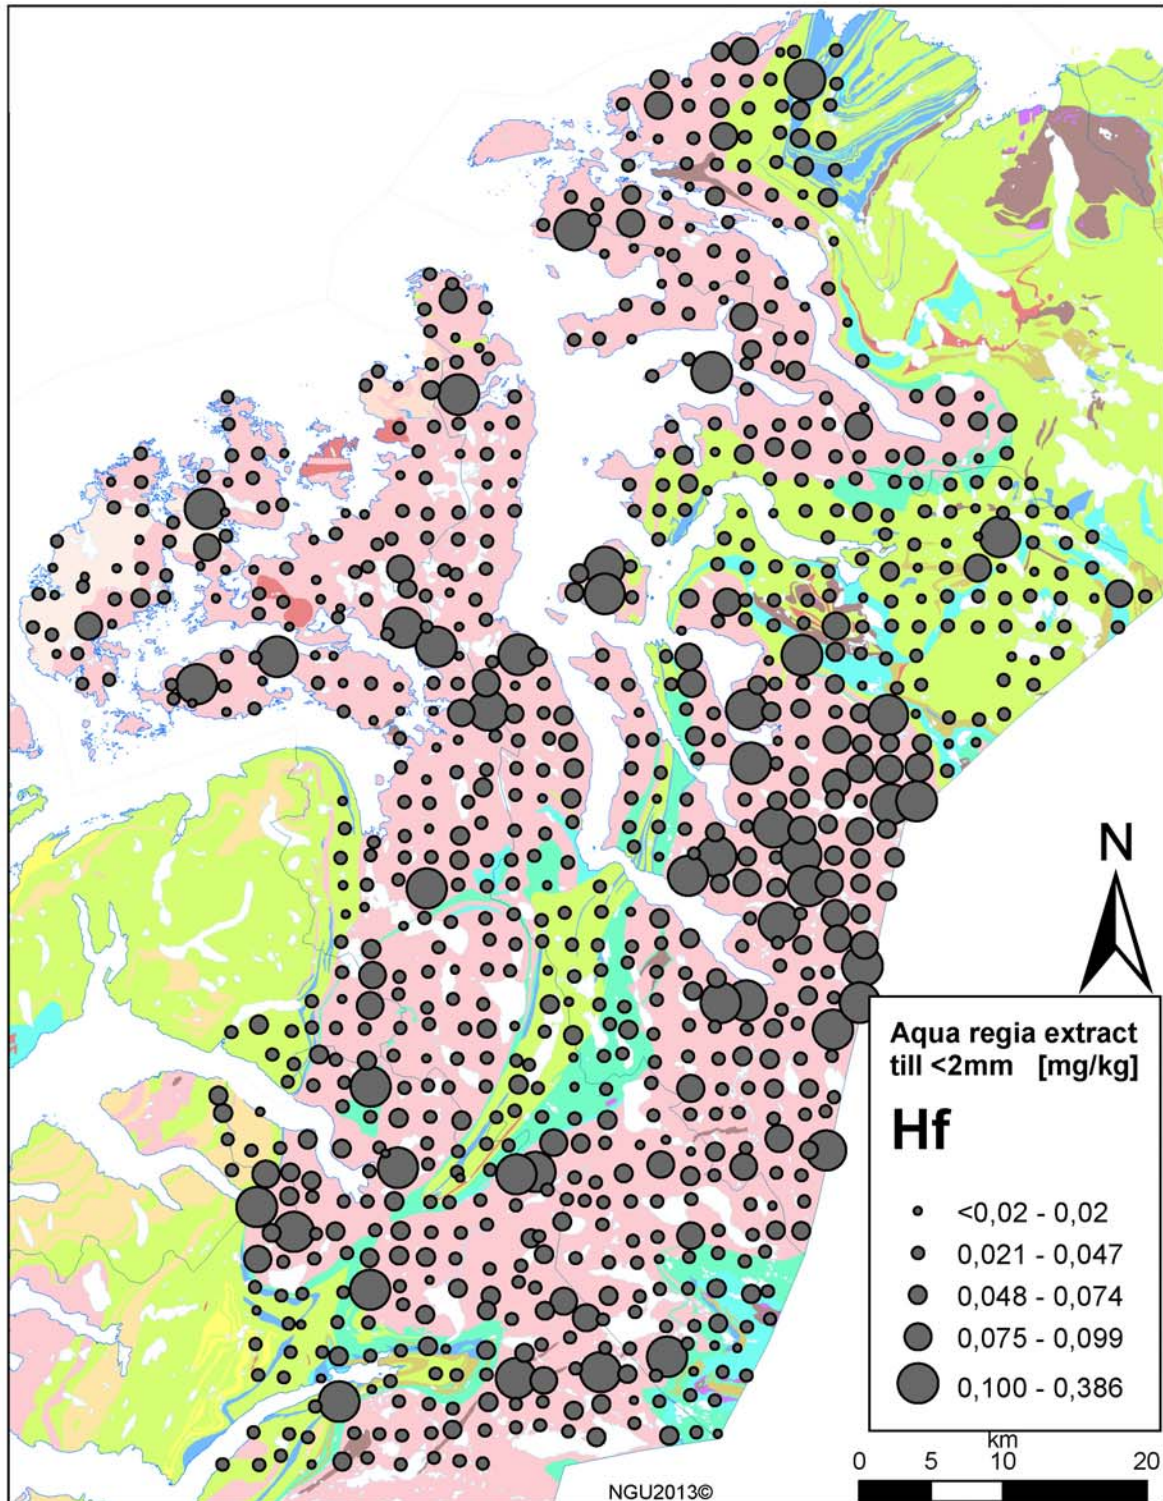 N
Aqua regia extract
till <2mm [mg/kg]
Hf
<0,02 - 0,02
0,021 - 0,047
0,048 - 0,074
0,075 - 0,099
0,100 - 0,386
km
0 5 10 20
NGU2013©